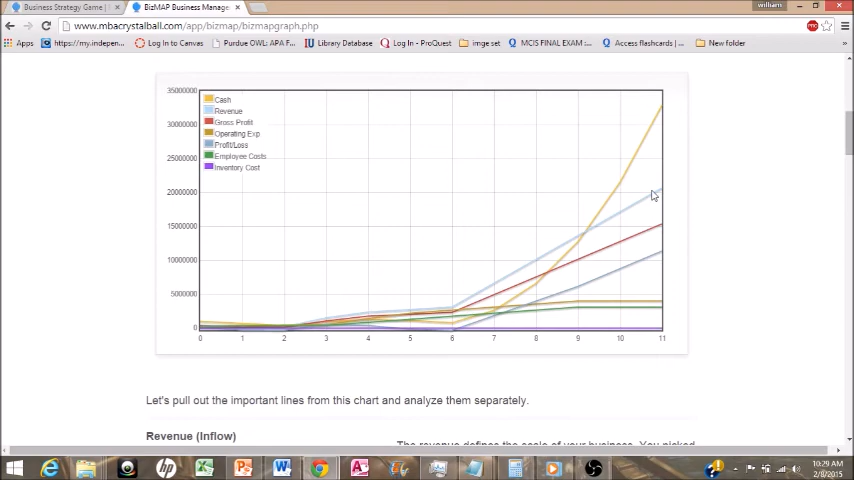 william
Business Strategy Game |
BizMAP Business Manage
www.mbacrystalball.com/app/bizmap/bizmapgraph.php
Apps https://my.indepen... Log In to Canvas Purdue OWL: APA F... Library Database Log In - ProQuest imge set MCIS FINAL EXAM :... Access flashcards |... New folder »
35000000
30000000
25000000
20000000
15000000
10000000
5000000
0
Cash
Revenue
Gross Profit
Operating Exp
Profit/Loss
Employee Costs
Inventory Cost
0 1 2 3 4 5 6 7 8 9 10 11
Let's pull out the important lines from this chart and analyze them separately.
Revenue (Inflow)
The revenue defines the scale of your business. You picked
10:29 AM
2/8/2015